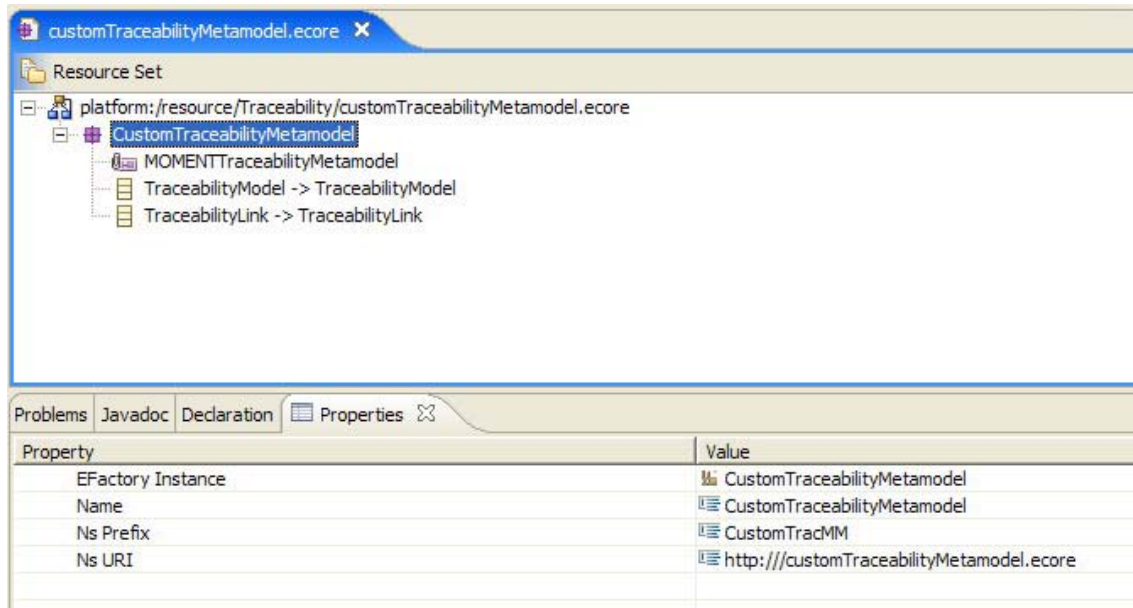 customTraceabilityMetamodel.ecore
Resource Set
platform:/resource/Traceability/customTraceabilityMetamodel.ecore
CustomTraceabilityMetamodel
MOMENTTraceabilityMetamodel
TraceabilityModel -> TraceabilityModel
TraceabilityLink -> TraceabilityLink
Problems Javadoc Declaration Properties
Property Value
EFactory Instance CustomTraceabilityMetamodel
Name CustomTraceabilityMetamodel
Ns Prefix CustomTracMM
Ns URI http:///customTraceabilityMetamodel.ecore